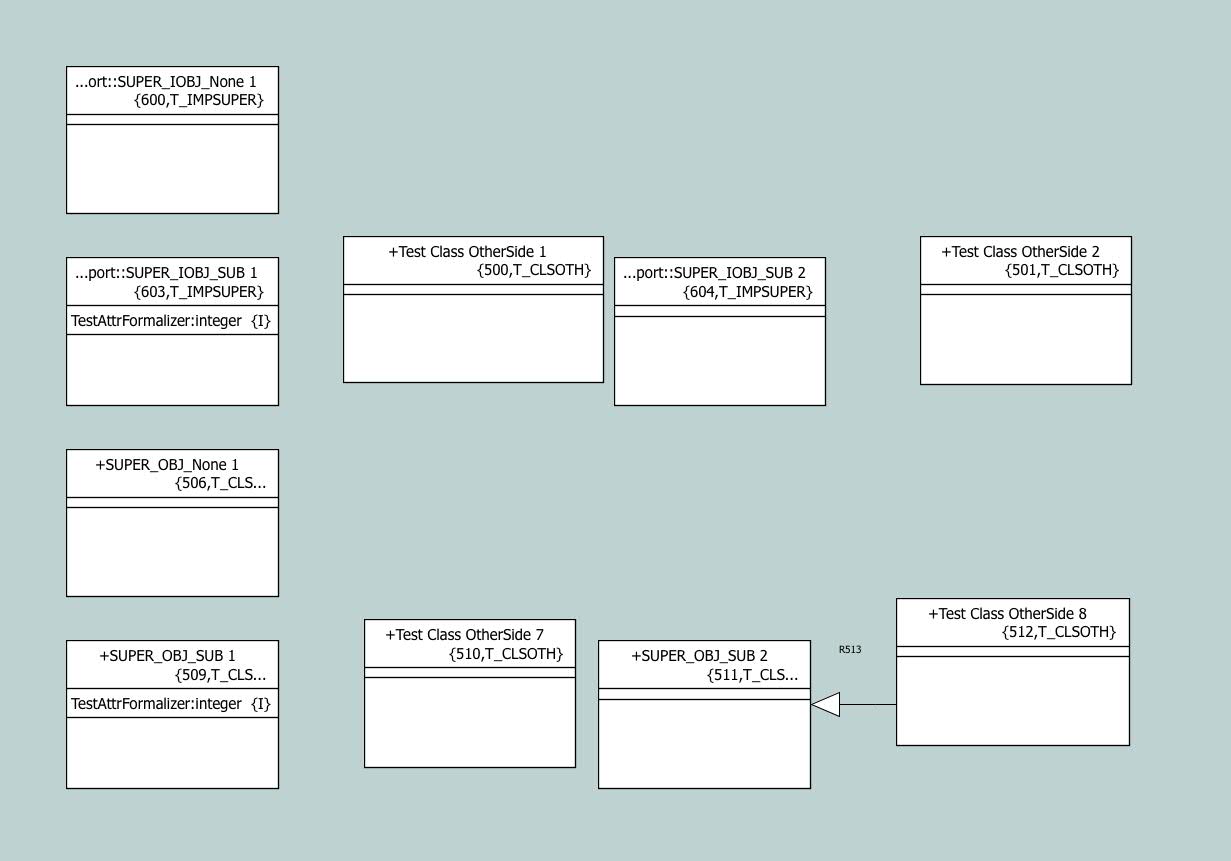 ...ort::SUPER_IOBJ_None 1
{600,T_IMPSUPER}
...port::SUPER_IOBJ_SUB 1
{603,T_IMPSUPER}
TestAttrFormalizer:integer {I}
+Test Class OtherSide 1
{500,T_CLSOTH}
...port::SUPER_IOBJ_SUB 2
{604,T_IMPSUPER}
+Test Class OtherSide 2
{501,T_CLSOTH}
+SUPER_OBJ_None 1
{506,T_CLS...
+SUPER_OBJ_SUB 1
{509,T_CLS...
TestAttrFormalizer:integer {I}
+Test Class OtherSide 7
{510,T_CLSOTH}
+SUPER_OBJ_SUB 2
{511,T_CLS...
R513
+Test Class OtherSide 8
{512,T_CLSOTH}